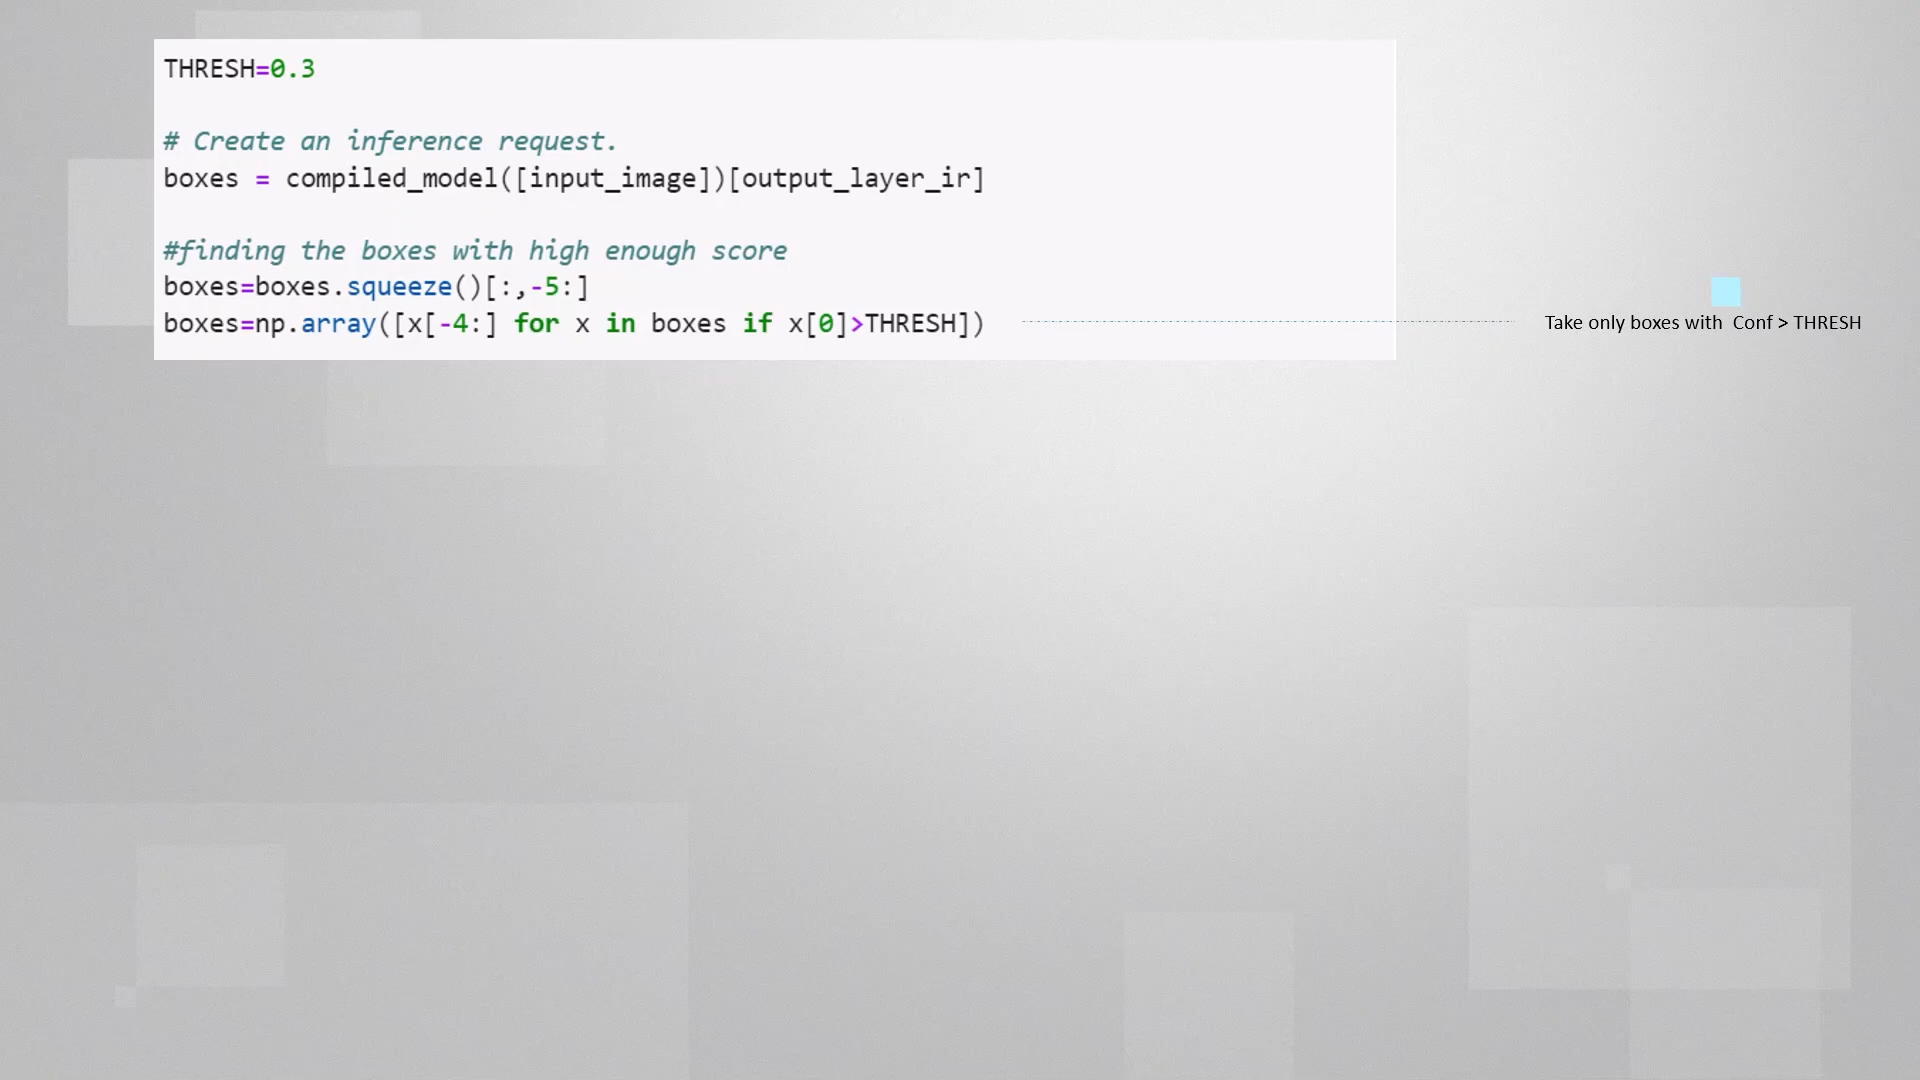 THRESH=0.3
# Create an inference request.
boxes = compiled_model([input_image])[output_layer_ir]
#finding the boxes with high enough score
boxes=boxes.squeeze()[:,-5:]
boxes=np.array([x[-4:] for x in boxes if x[0]>THRESH])
Take only boxes with  Conf > THRESH